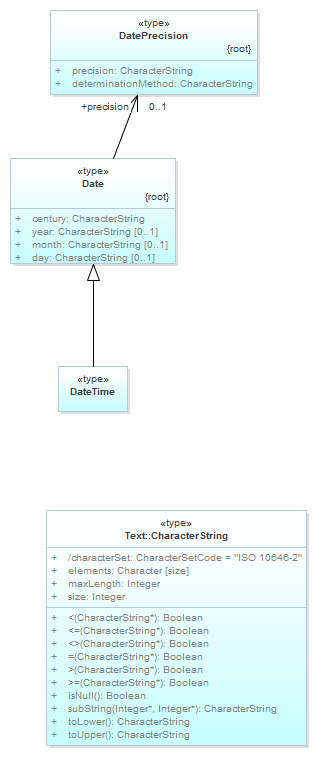 «type»
DatePrecision
{root}
+ precision: CharacterString
+ determinationMethod: CharacterString
+precision 0..1
«type»
Date
{root}
+ century: CharacterString
+ year: CharacterString [0..1]
+ month: CharacterString [0..1]
+ day: CharacterString [0..1]
«type»
DateTime
«type»
Text::CharacterString
+ /characterSet: CharacterSetCode = "ISO 10646-2"
+ elements: Character [size]
+ maxLength: Integer
+ size: Integer
+ <(CharacterString*): Boolean
+ <=(CharacterString*): Boolean
+ <>(CharacterString*): Boolean
+ =(CharacterString*): Boolean
+ >(CharacterString*): Boolean
+ >=(CharacterString*): Boolean
+ isNull(): Boolean
+ subString(Integer*, Integer*): CharacterString
+ toLower(): CharacterString
+ toUpper(): CharacterString